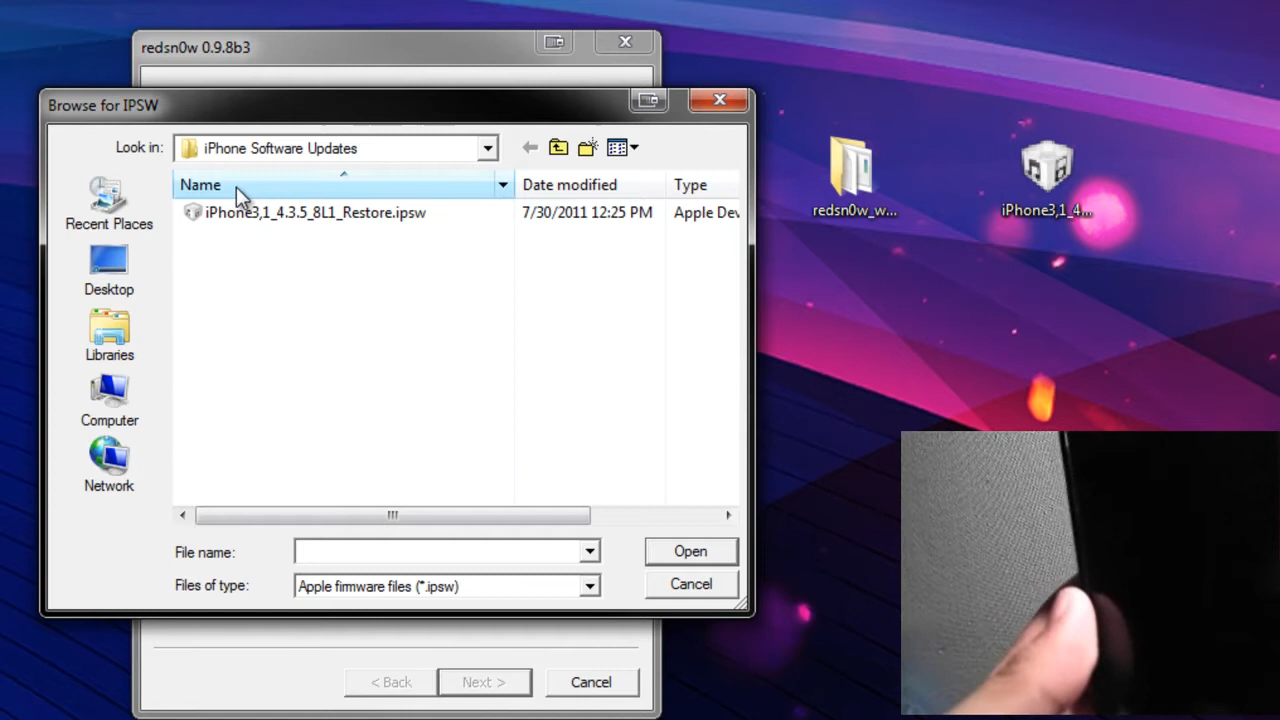 redsn0w 0.9.8b3
Browse for IPSW
Look in: iPhone Software Updates
Name Date modified Type
iPhone3,1_4.3.5_8L1_Restore.ipsw 7/30/2011 12:25 PM Apple Dev
Recent Places
Desktop
Libraries
Computer
Network
File name: Open
Files of type: Apple firmware files (*.ipsw) Cancel
< Back Next > Cancel
redsn0w_w... iPhone3,1_4...